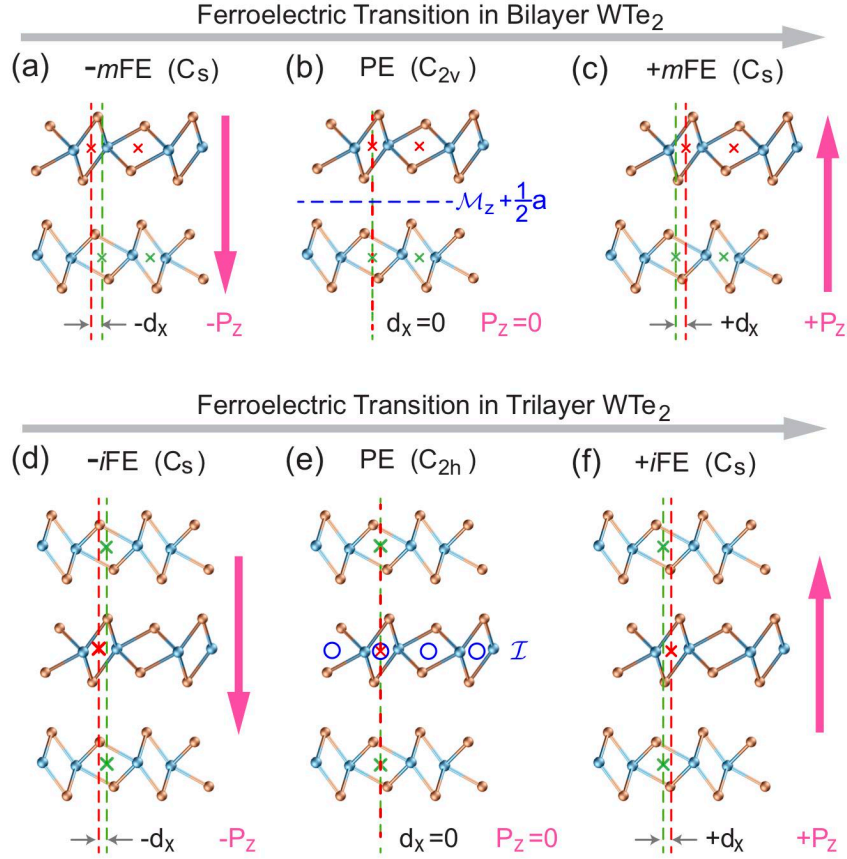 Ferroelectric Transition in Bilayer WTe₂
(a) -mFE (Cₛ) (b) PE (C₂ᵥ) (c) +mFE (Cₛ)
ℳz + ½a
-dₓ -Pz dₓ=0 Pz=0 +dₓ +Pz
Ferroelectric Transition in Trilayer WTe₂
(d) -iFE (Cₛ) (e) PE (C₂ₕ) (f) +iFE (Cₛ)
ℐ
-dₓ -Pz dₓ=0 Pz=0 +dₓ +Pz